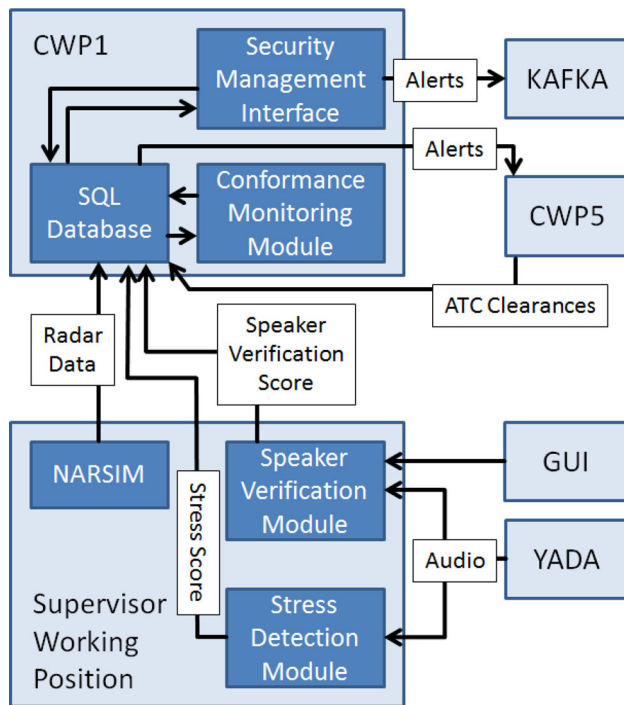 CWP1
Security
Management
Interface
Alerts
KAFKA
Alerts
SQL
Database
Conformance
Monitoring
Module
CWP5
ATC Clearances
Radar
Data
Speaker
Verification
Score
NARSIM
Stress Score
Speaker
Verification
Module
GUI
Audio
YADA
Supervisor
Working
Position
Stress
Detection
Module